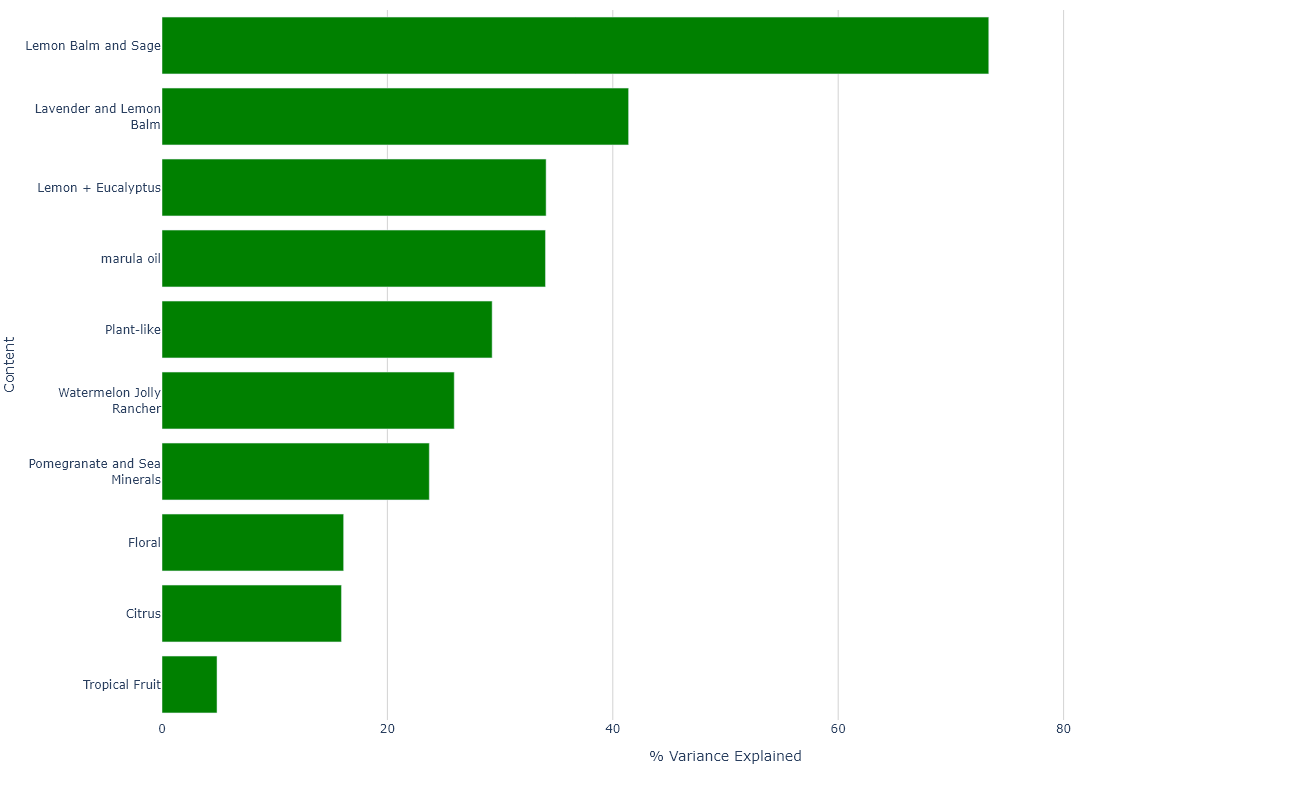 Lemon Balm and Sage
Lavender and Lemon
Balm
Lemon + Eucalyptus
marula oil
Plant-like
Watermelon Jolly
Rancher
Pomegranate and Sea
Minerals
Floral
Citrus
Tropical Fruit
Content
0 20 40 60 80
% Variance Explained